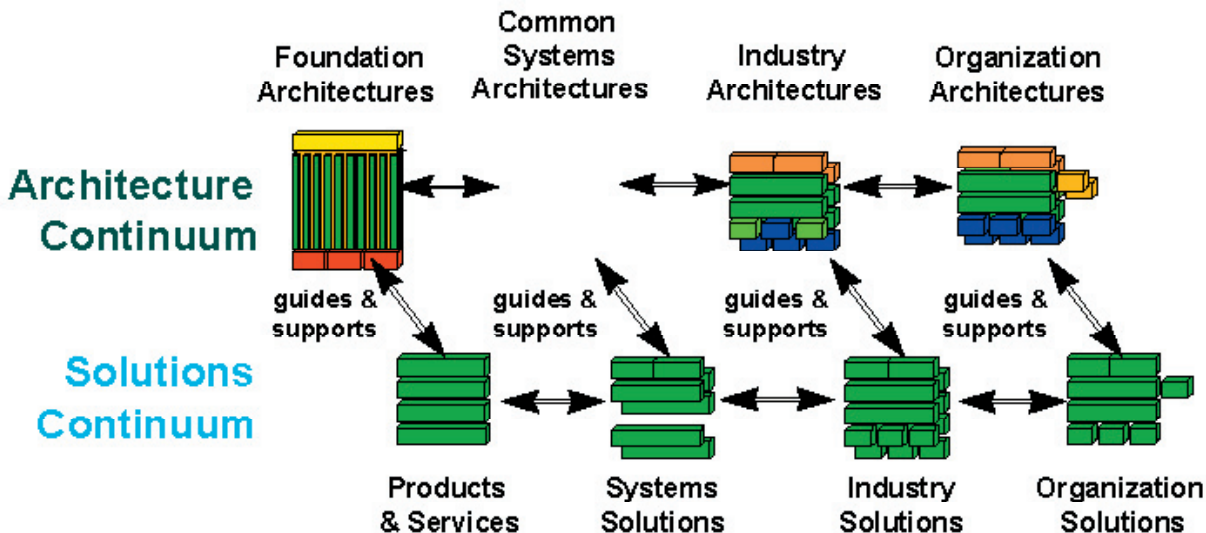 Foundation
Architectures
Common
Systems
Architectures
Industry
Architectures
Organization
Architectures
Architecture
Continuum
guides &
supports
guides &
supports
guides &
supports
guides &
supports
Solutions
Continuum
Products
& Services
Systems
Solutions
Industry
Solutions
Organization
Solutions